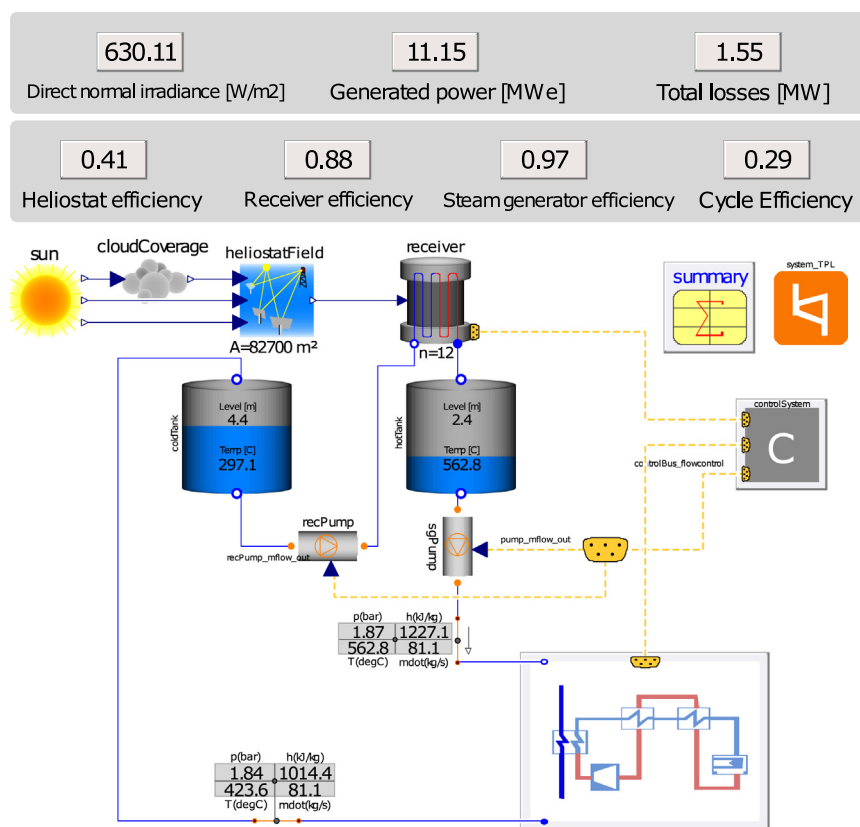 630.11
11.15
1.55
Direct normal irradiance [W/m2]
Generated power [MWe]
Total losses [MW]
0.41
0.88
0.97
0.29
Heliostat efficiency
Receiver efficiency
Steam generator efficiency
Cycle Efficiency
sun
cloudCoverage
heliostatField
receiver
summary
system_TPL
A=82700 m²
n=12
coldTank
Level [m]
4.4
Temp [C]
297.1
hotTank
Level [m]
2.4
Temp [C]
562.8
controlSystem
C
controlBus_flowcontrol
recPump
recPump_mflow_out
sgPump
pump_mflow_out
p(bar) h(kJ/kg)
1.87 1227.1
562.8 81.1
T(degC) mdot(kg/s)
p(bar) h(kJ/kg)
1.84 1014.4
423.6 81.1
T(degC) mdot(kg/s)